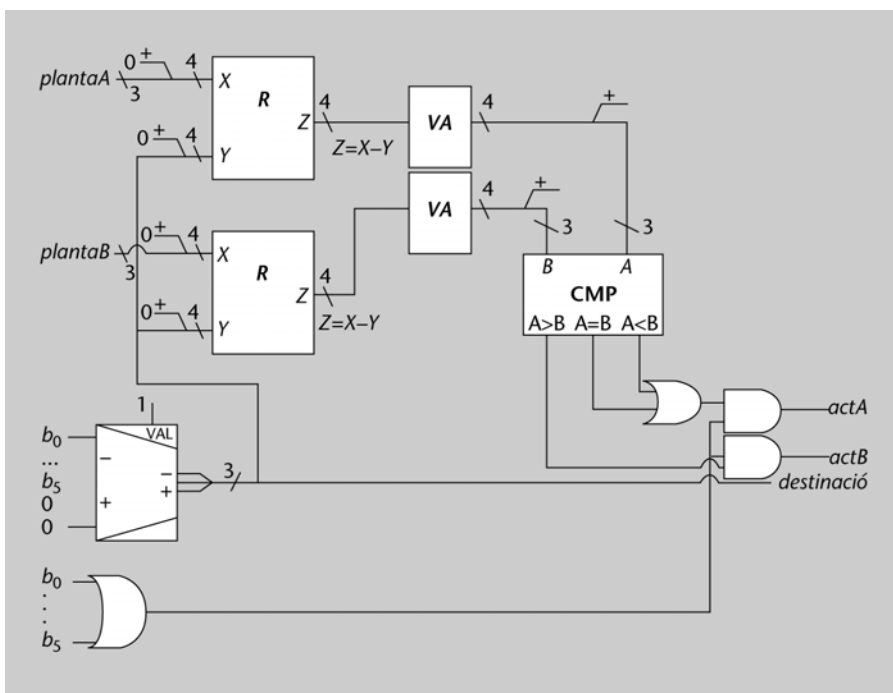 0 +
4
plantaA
3
X
R
Z
4
Z=X–Y
0 +
4
Y
VA
4
+
3
VA
4
+
3
plantaB
3
0 +
4
X
R
Z
4
Z=X–Y
0 +
4
Y
B A
CMP
A>B A=B A<B
1
VAL
b0
...
b5
0
0
–
+
–
+
3
actA
actB
destinació
b0
.
.
.
b5